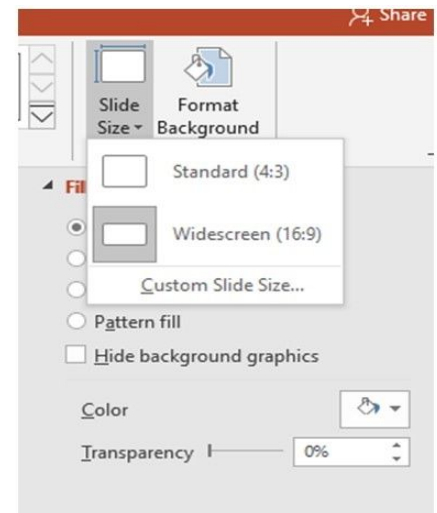 Share
Slide
Size
Format
Background
Standard (4:3)
Fil
Widescreen (16:9)
Custom Slide Size...
Pattern fill
Hide background graphics
Color
Transparency
0%